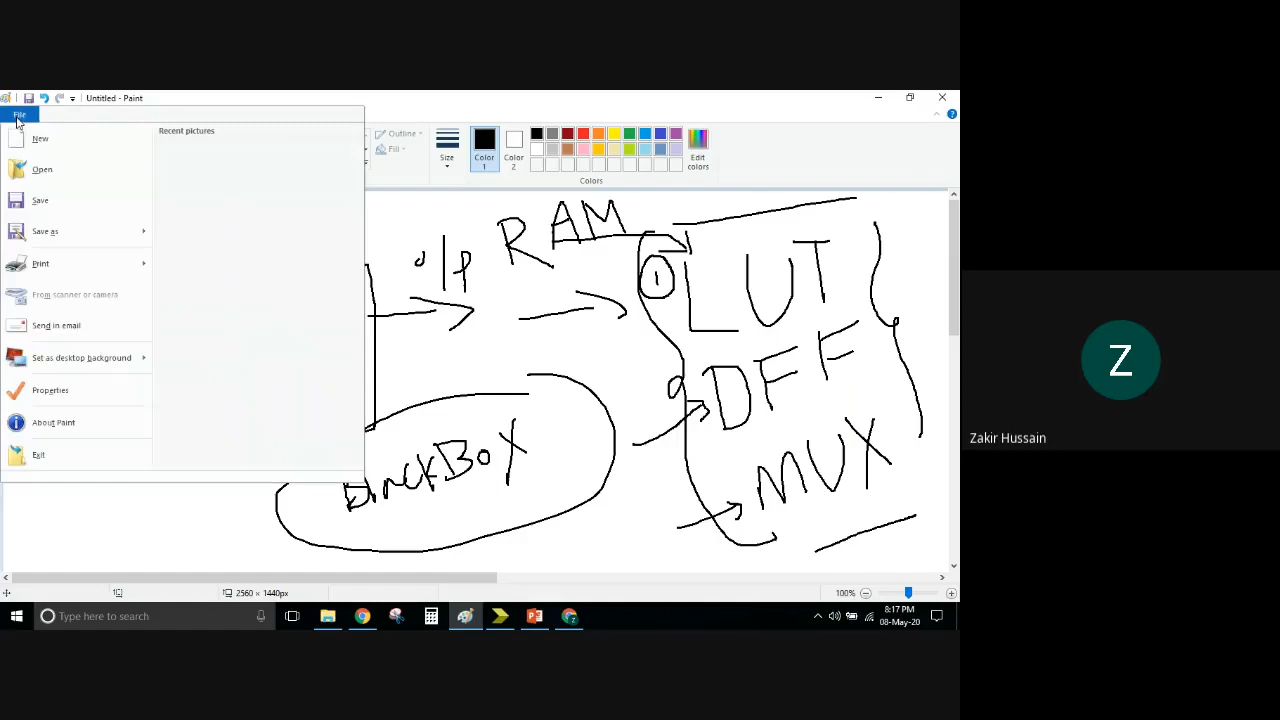 Untitled - Paint
File
New
Open
Save
Save as
Print
From scanner or camera
Send in email
Set as desktop background
Properties
About Paint
Exit
Recent pictures
Outline
Fill
Size
Color 1
Color 2
Edit colors
Colors
o/p
RAM
1
LUT
DFF
MUX
BlackBoX
Z
Zakir Hussain
2560 × 1440px
100%
Type here to search
8:17 PM
08-May-20